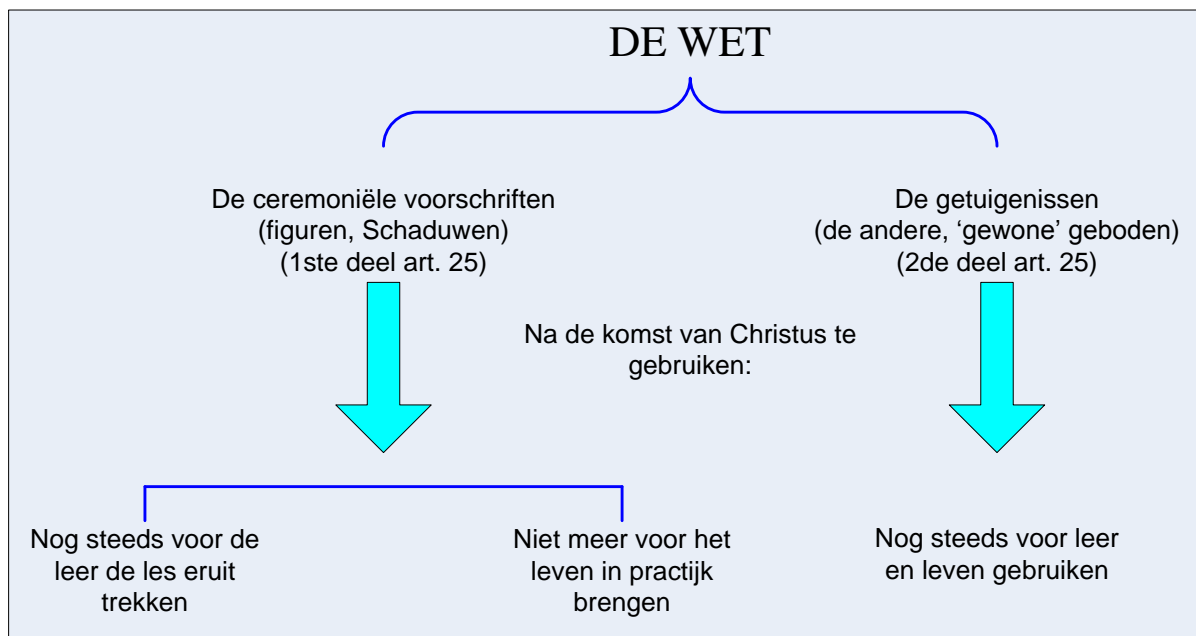 DE WET
De ceremoniële voorschriften
(figuren, Schaduwen)
(1ste deel art. 25)
De getuigenissen
(de andere, ‘gewone’ geboden)
(2de deel art. 25)
Na de komst van Christus te
gebruiken:
Nog steeds voor de
leer de les eruit
trekken
Niet meer voor het
leven in practijk
brengen
Nog steeds voor leer
en leven gebruiken